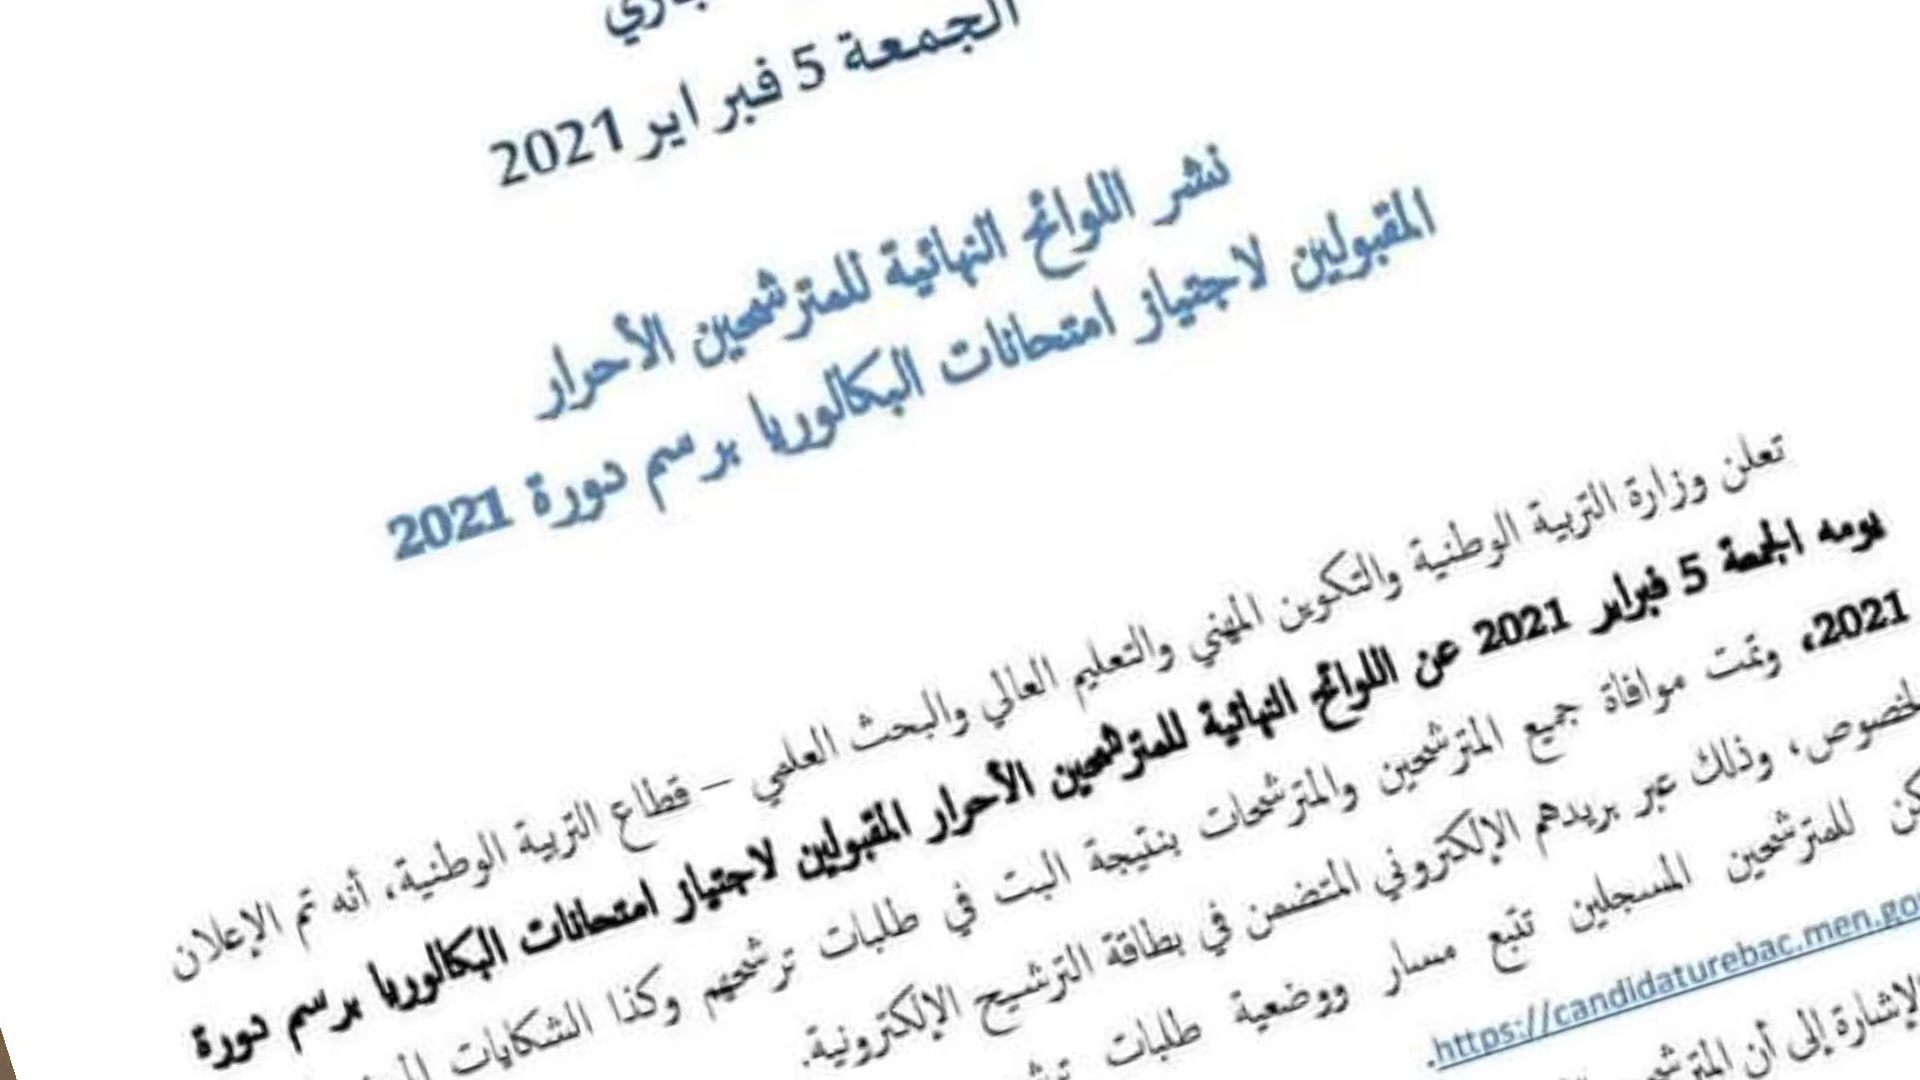 الجمعة 5 فبراير 2021
نشر اللوائح النهائية للمترشحين الأحرار
المقبولين لاجتياز امتحانات البكالوريا برسم دورة 2021
تعلن وزارة التربية الوطنية والتكوين المهني والتعليم العالي والبحث العلمي – قطاع التربية الوطنية، أنه تم الإعلان
يومه الجمعة 5 فبراير 2021 عن اللوائح النهائية للمترشحين الأحرار المقبولين لاجتياز امتحانات البكالوريا برسم دورة
2021، وتمت موافاة جميع المترشحين والمترشحات بنتيجة البت في طلبات ترشحهم وكذا الشكايات
وذلك عبر بريدهم الإلكتروني المتضمن في بطاقة الترشيح الإلكترونية.
للمترشحين المسجلين تتبع مسار ووضعية طلبات
https://candidaturebac.men.go
الإشارة إلى أن